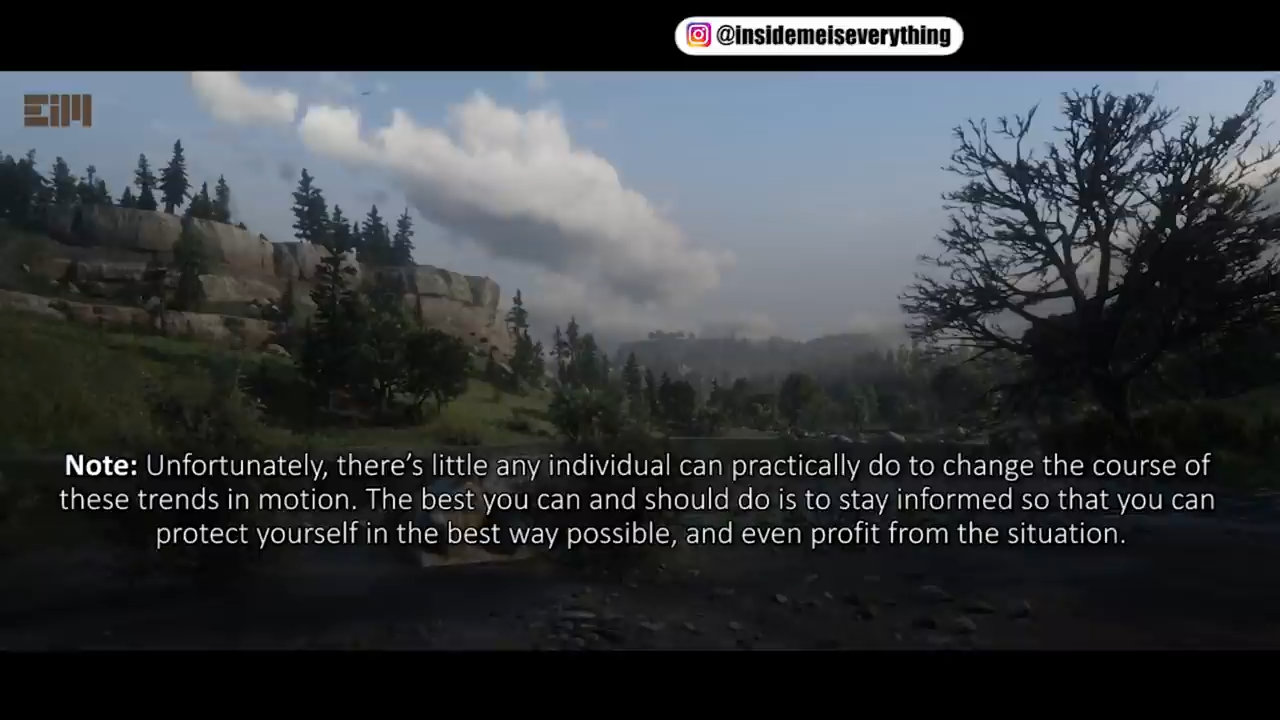 @insidemeiseverything
EiM
Note: Unfortunately, there’s little any individual can practically do to change the course of
these trends in motion. The best you can and should do is to stay informed so that you can
protect yourself in the best way possible, and even profit from the situation.